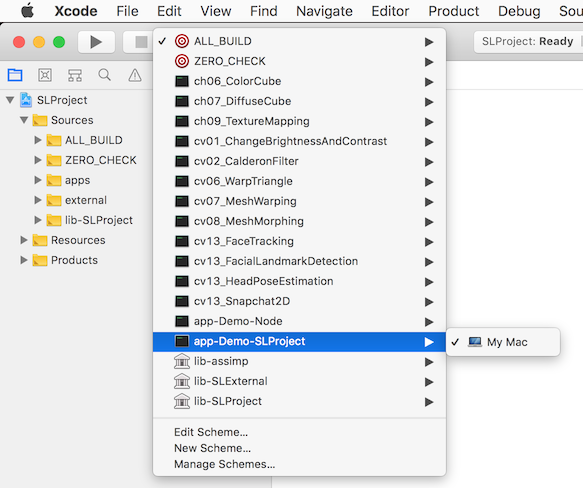 Xcode File Edit View Find Navigate Editor Product Debug Sou
SLProject: Ready
SLProject
Sources
ALL_BUILD
ZERO_CHECK
apps
external
lib-SLProject
Resources
Products
ALL_BUILD
ZERO_CHECK
ch06_ColorCube
ch07_DiffuseCube
ch09_TextureMapping
cv01_ChangeBrightnessAndContrast
cv02_CalderonFilter
cv06_WarpTriangle
cv07_MeshWarping
cv08_MeshMorphing
cv13_FaceTracking
cv13_FacialLandmarkDetection
cv13_HeadPoseEstimation
cv13_Snapchat2D
app-Demo-Node
app-Demo-SLProject
lib-assimp
lib-SLExternal
lib-SLProject
Edit Scheme...
New Scheme...
Manage Schemes...
My Mac